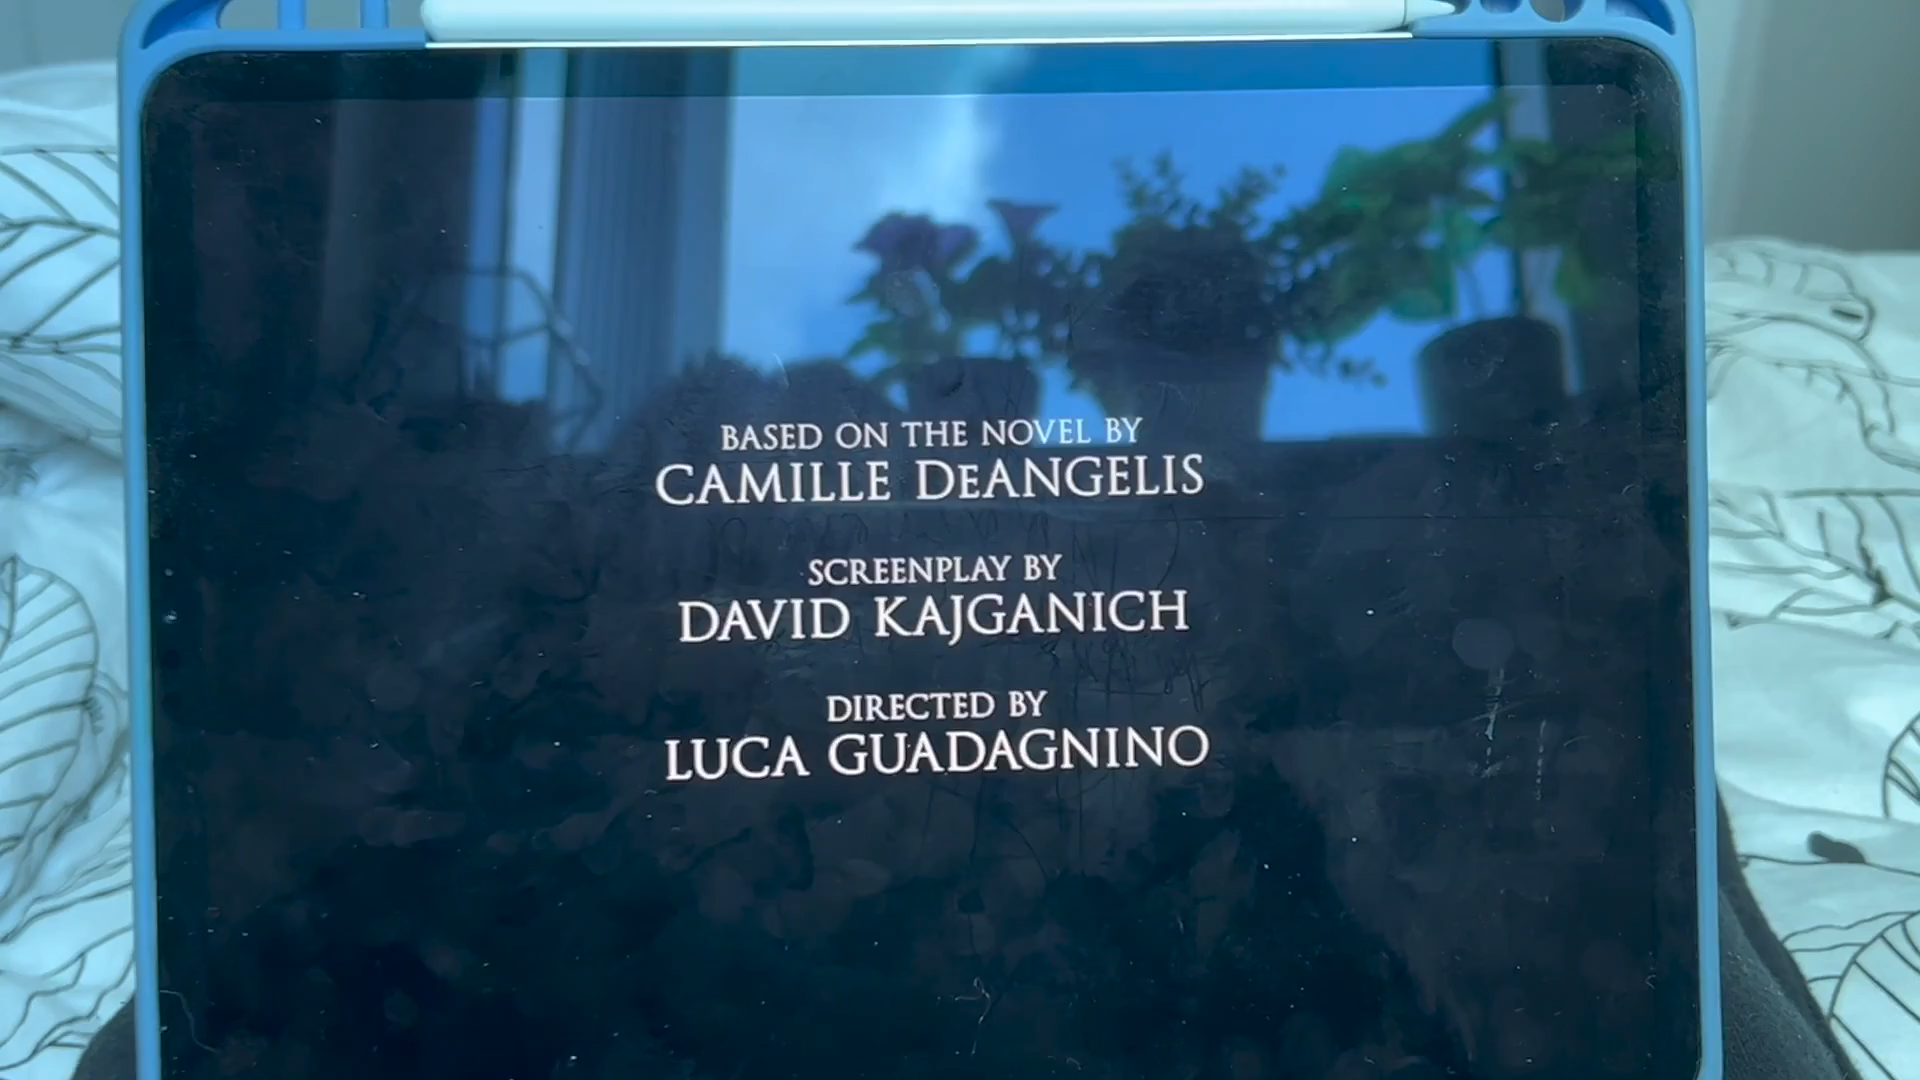 BASED ON THE NOVEL BY
CAMILLE DeANGELIS
SCREENPLAY BY
DAVID KAJGANICH
DIRECTED BY
LUCA GUADAGNINO